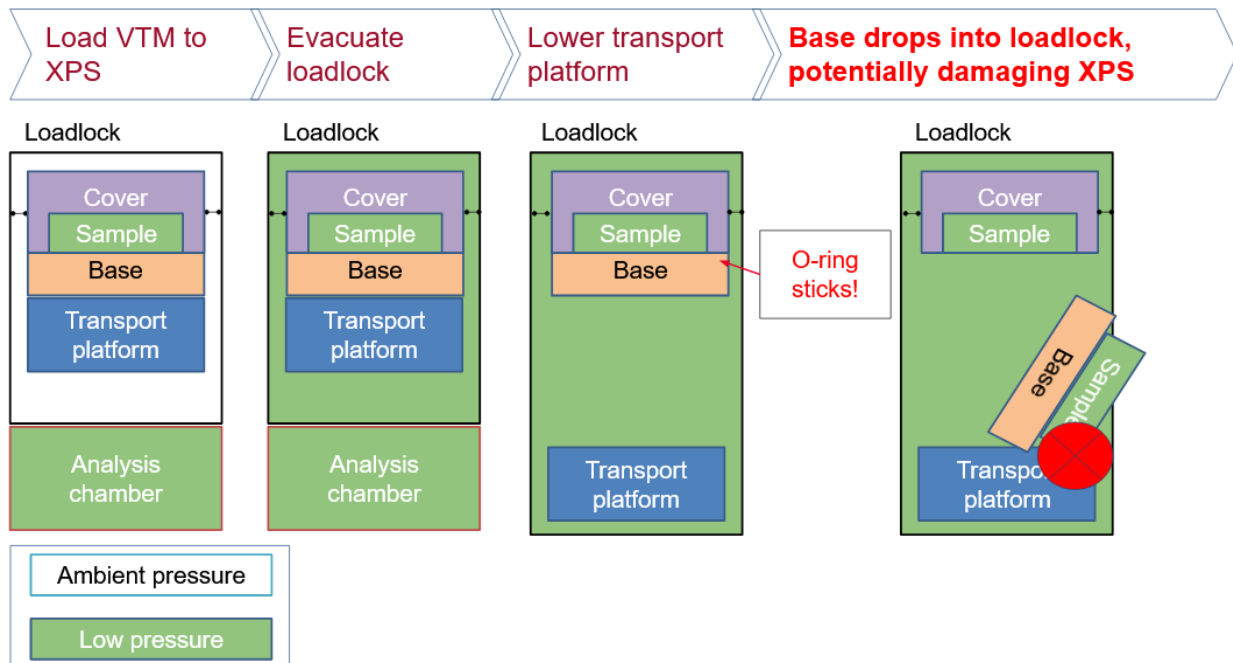 Load VTM to
XPS
Evacuate
loadlock
Lower transport
platform
Base drops into loadlock,
potentially damaging XPS
Loadlock
Cover
Sample
Base
Transport
platform
Analysis
chamber
Loadlock
Cover
Sample
Base
Transport
platform
Analysis
chamber
Loadlock
Cover
Sample
Base
O-ring
sticks!
Transport
platform
Loadlock
Cover
Sample
Base
Sample
Transport
platform
Ambient pressure
Low pressure